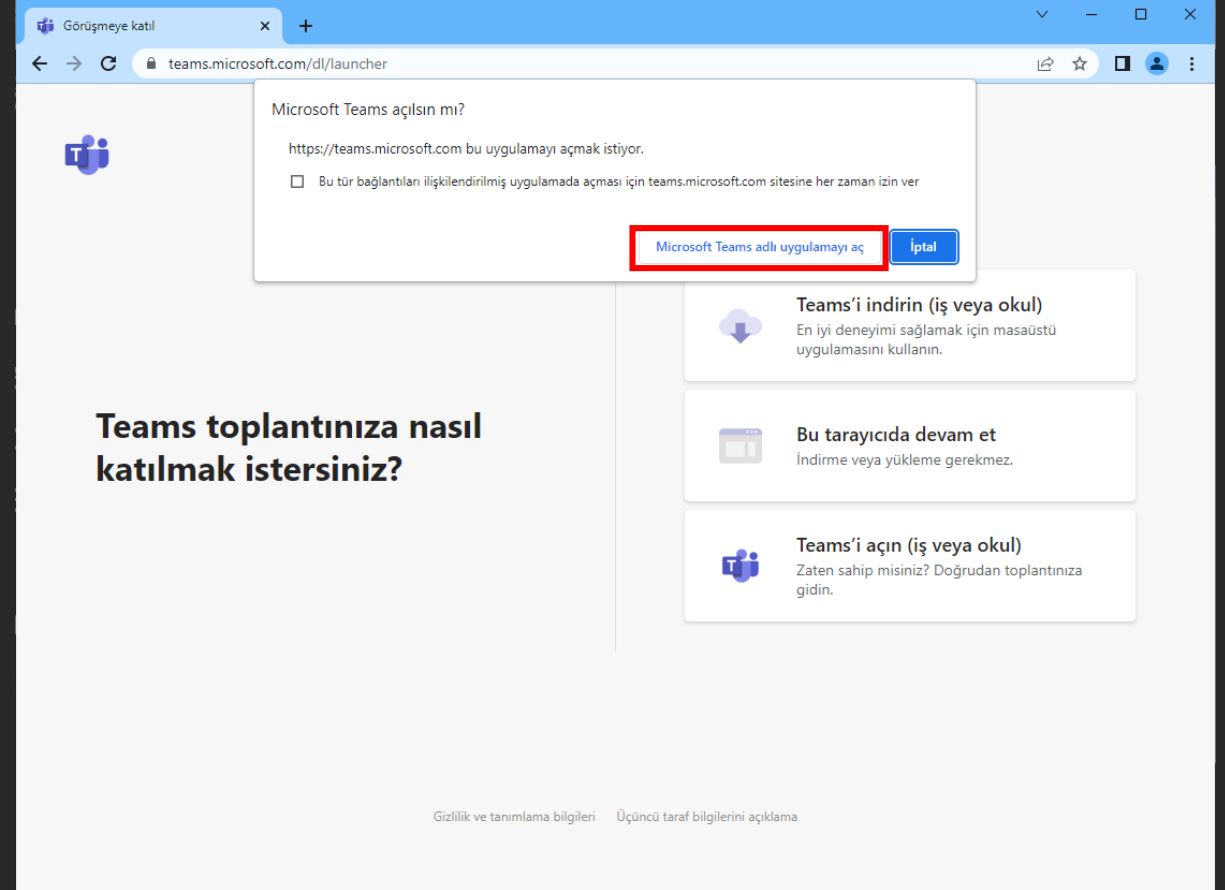 Görüşmeye katıl
teams.microsoft.com/dl/launcher
Microsoft Teams açılsın mı?
https://teams.microsoft.com bu uygulamayı açmak istiyor.
Bu tür bağlantıları ilişkilendirilmiş uygulamada açması için teams.microsoft.com sitesine her zaman izin ver
Microsoft Teams adlı uygulamayı aç
İptal
Teams toplantınıza nasıl
katılmak istersiniz?
Teams’i indirin (iş veya okul)
En iyi deneyimi sağlamak için masaüstü
uygulamasını kullanın.
Bu tarayıcıda devam et
İndirme veya yükleme gerekmez.
Teams’i açın (iş veya okul)
Zaten sahip misiniz? Doğrudan toplantınıza
gidin.
Gizlilik ve tanımlama bilgileri Üçüncü taraf bilgilerini açıklama